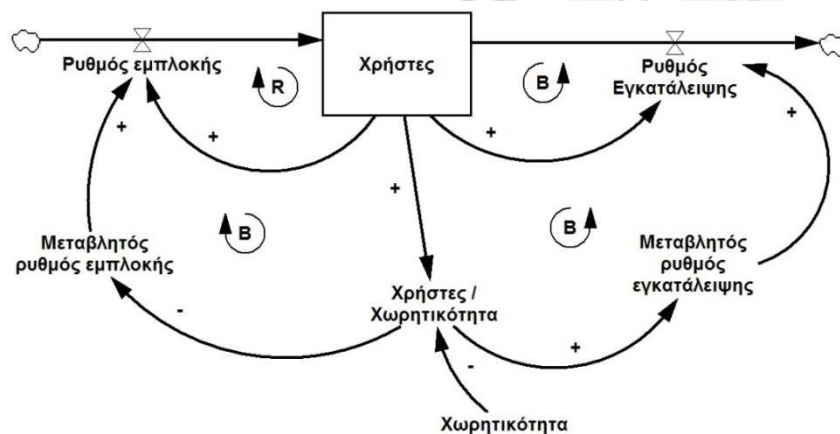 Ρυθμός εμπλοκής
R
Χρήστες
B
Ρυθμός
Εγκατάλειψης
+
+
+
+
+
B
B
Μεταβλητός
ρυθμός εμπλοκής
Μεταβλητός
ρυθμός
εγκατάλειψης
Χρήστες /
Χωρητικότητα
-
+
-
Χωρητικότητα